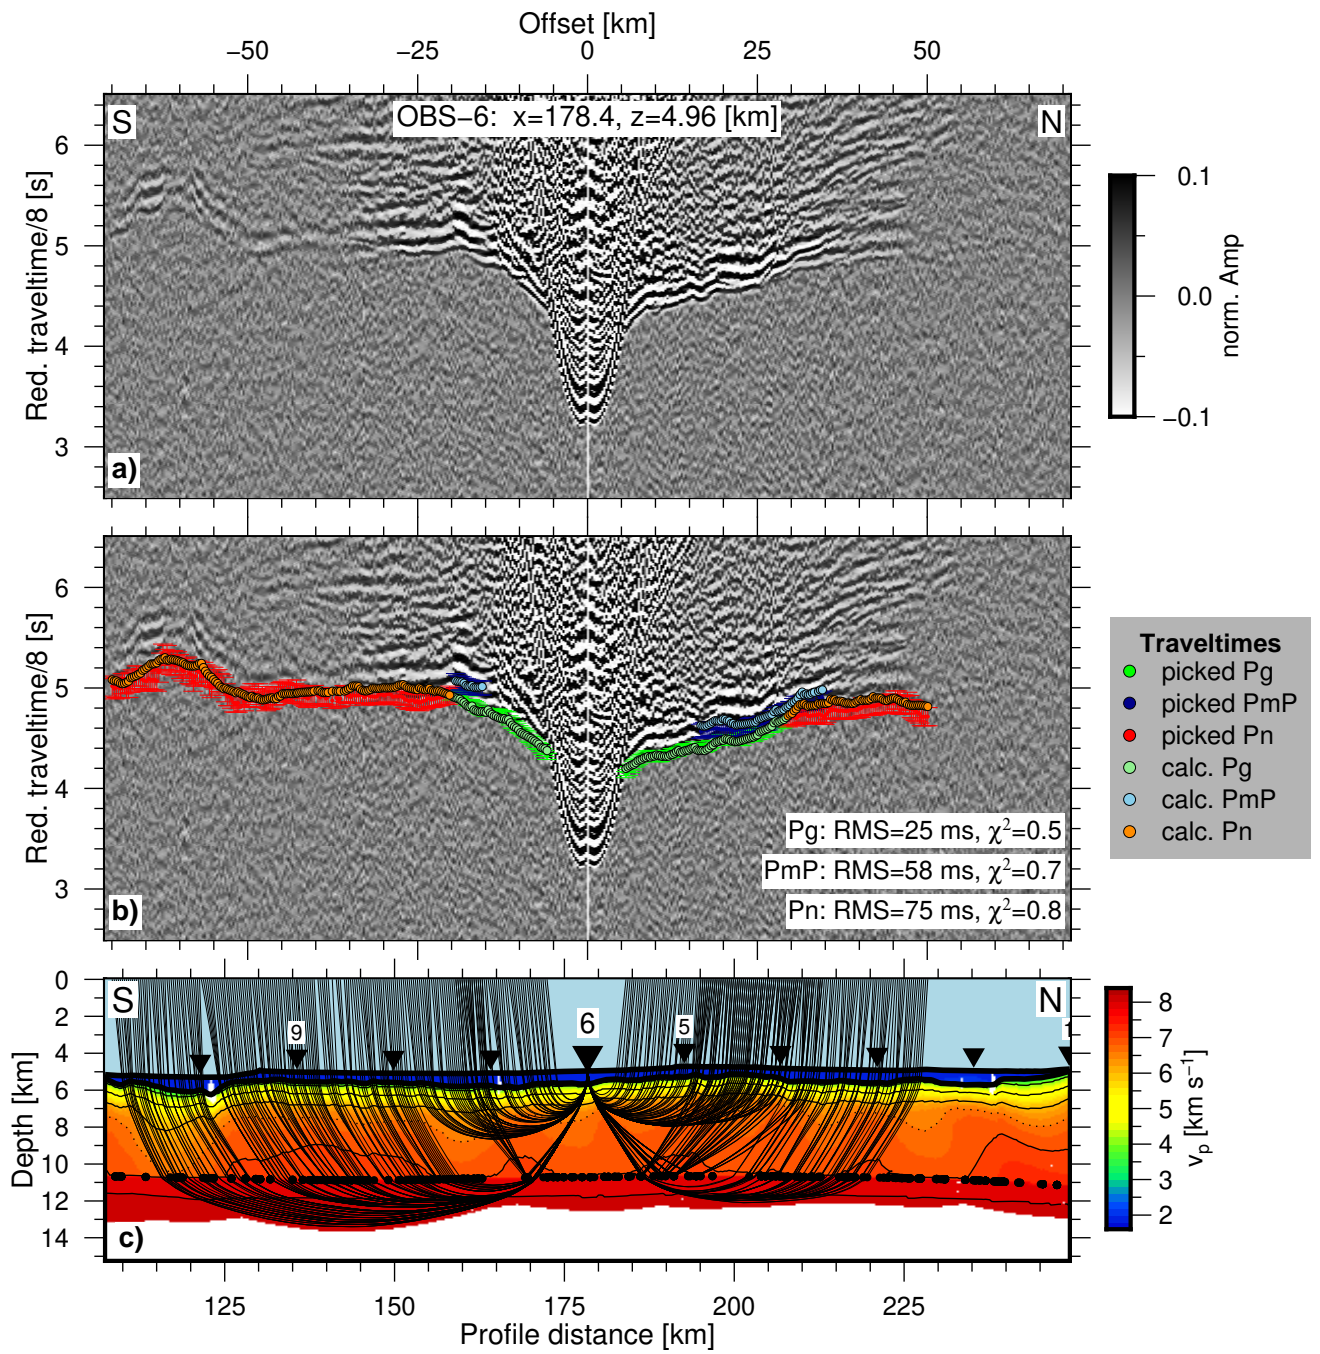 Offset [km]
−50 −25 0 25 50
S
OBS−6: x=178.4, z=4.96 [km]
N
6
5
4
3
Red. traveltime/8 [s]
a)
0.1
0.0
−0.1
norm. Amp
6
5
4
3
Red. traveltime/8 [s]
b)
Pg: RMS=25 ms, χ²=0.5
PmP: RMS=58 ms, χ²=0.7
Pn: RMS=75 ms, χ²=0.8
Traveltimes
picked Pg
picked PmP
picked Pn
calc. Pg
calc. PmP
calc. Pn
0
2
4
6
8
10
12
14
Depth [km]
S
9
6
5
N
c)
8
7
6
5
4
3
2
vp [km s−1]
125 150 175 200 225
Profile distance [km]